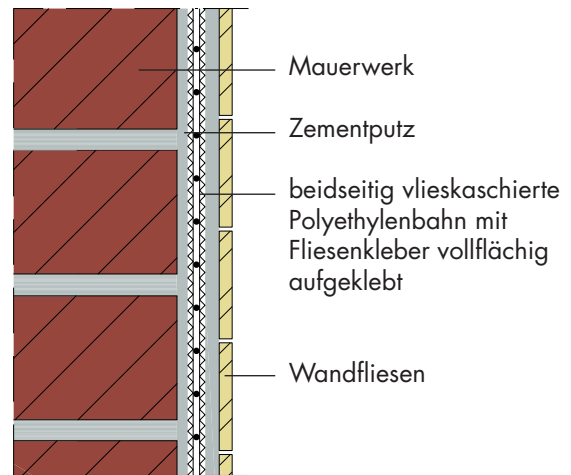 Mauerwerk
Zementputz
beidseitig vlieskaschierte
Polyethylenbahn mit
Fliesenkleber vollflächig
aufgeklebt
Wandfliesen